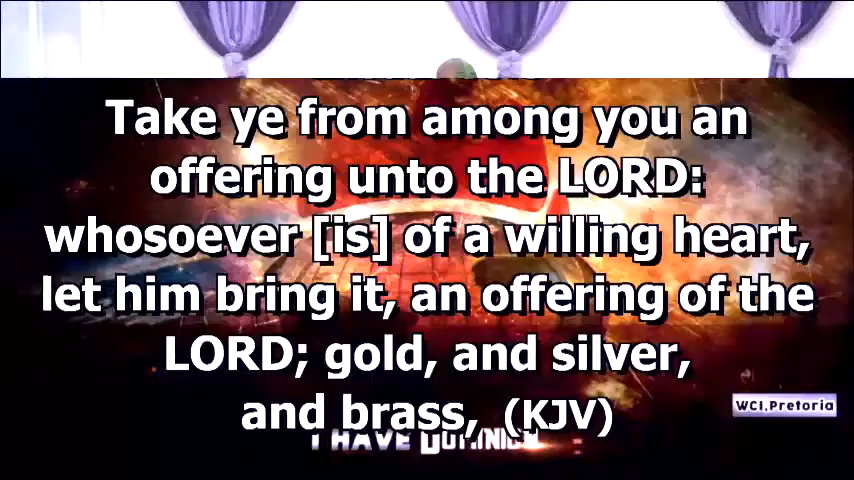 Take ye from among you an
offering unto the LORD:
whosoever [is] of a willing heart,
let him bring it, an offering of the
LORD; gold, and silver,
and brass, (KJV)
WCI,Pretoria
I HAVE